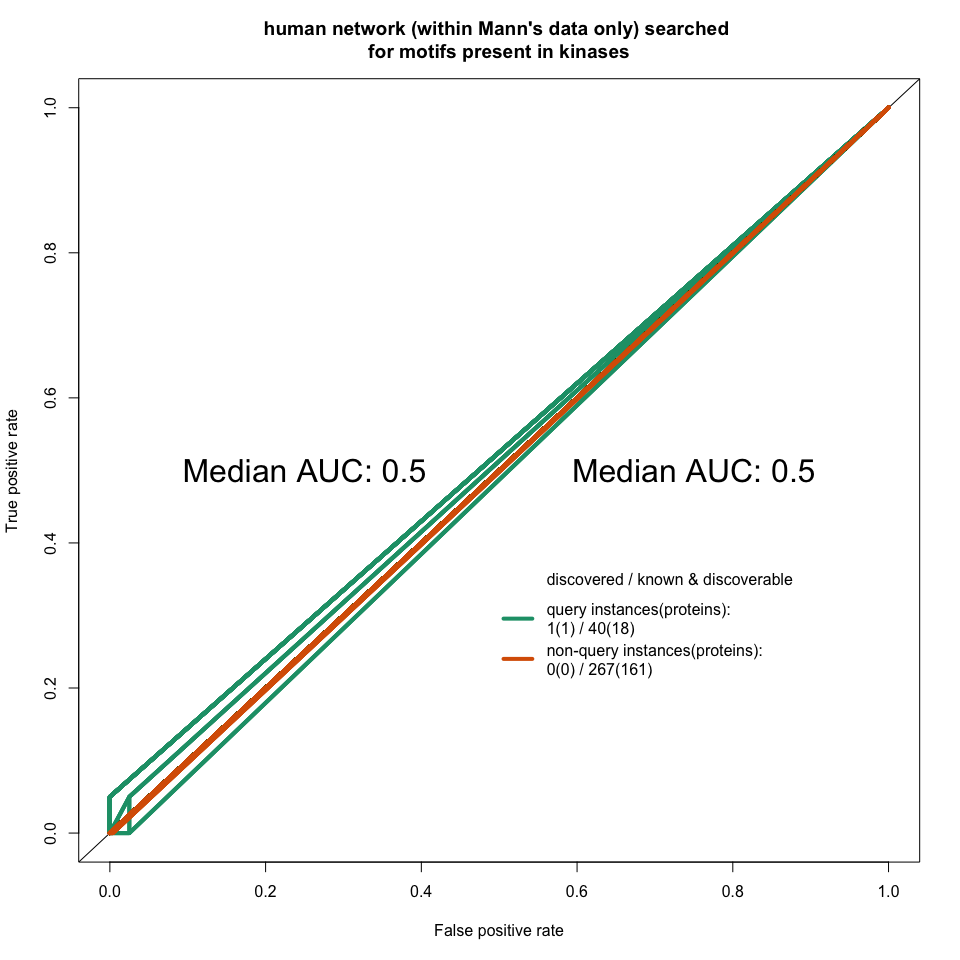 human network (within Mann's data only) searched
for motifs present in kinases
True positive rate
1.0
0.8
0.6
0.4
0.2
0.0
Median AUC: 0.5
Median AUC: 0.5
discovered / known & discoverable
query instances(proteins):
1(1) / 40(18)
non-query instances(proteins):
0(0) / 267(161)
0.0 0.2 0.4 0.6 0.8 1.0
False positive rate